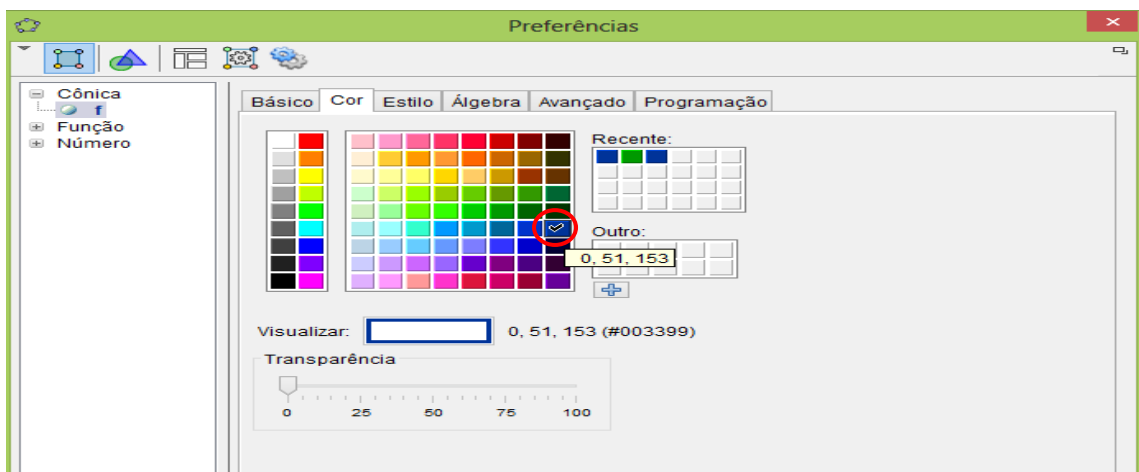 Preferências
Cônica
f
Função
Número
Básico Cor Estilo Álgebra Avançado Programação
Recente:
Outro:
0, 51, 153
Visualizar: 0, 51, 153 (#003399)
Transparência
0 25 50 75 100